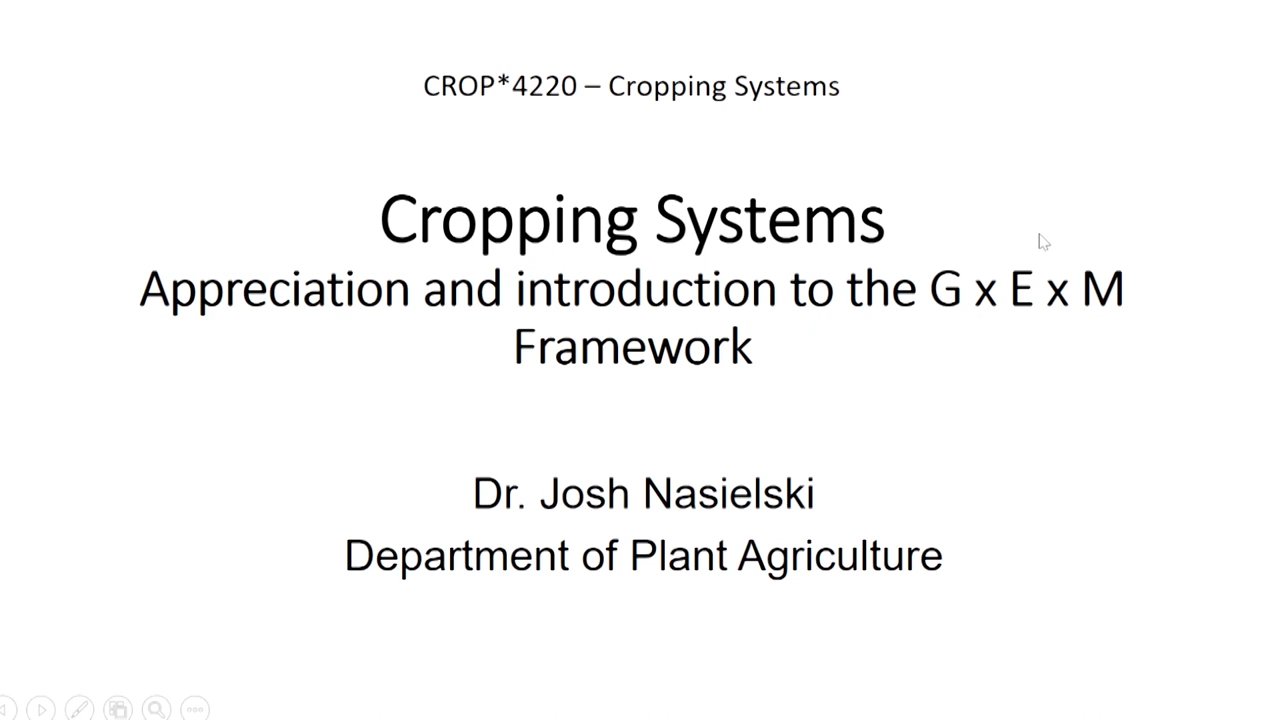 CROP*4220 – Cropping Systems
Cropping Systems
Appreciation and introduction to the G x E x M
Framework
Dr. Josh Nasielski
Department of Plant Agriculture